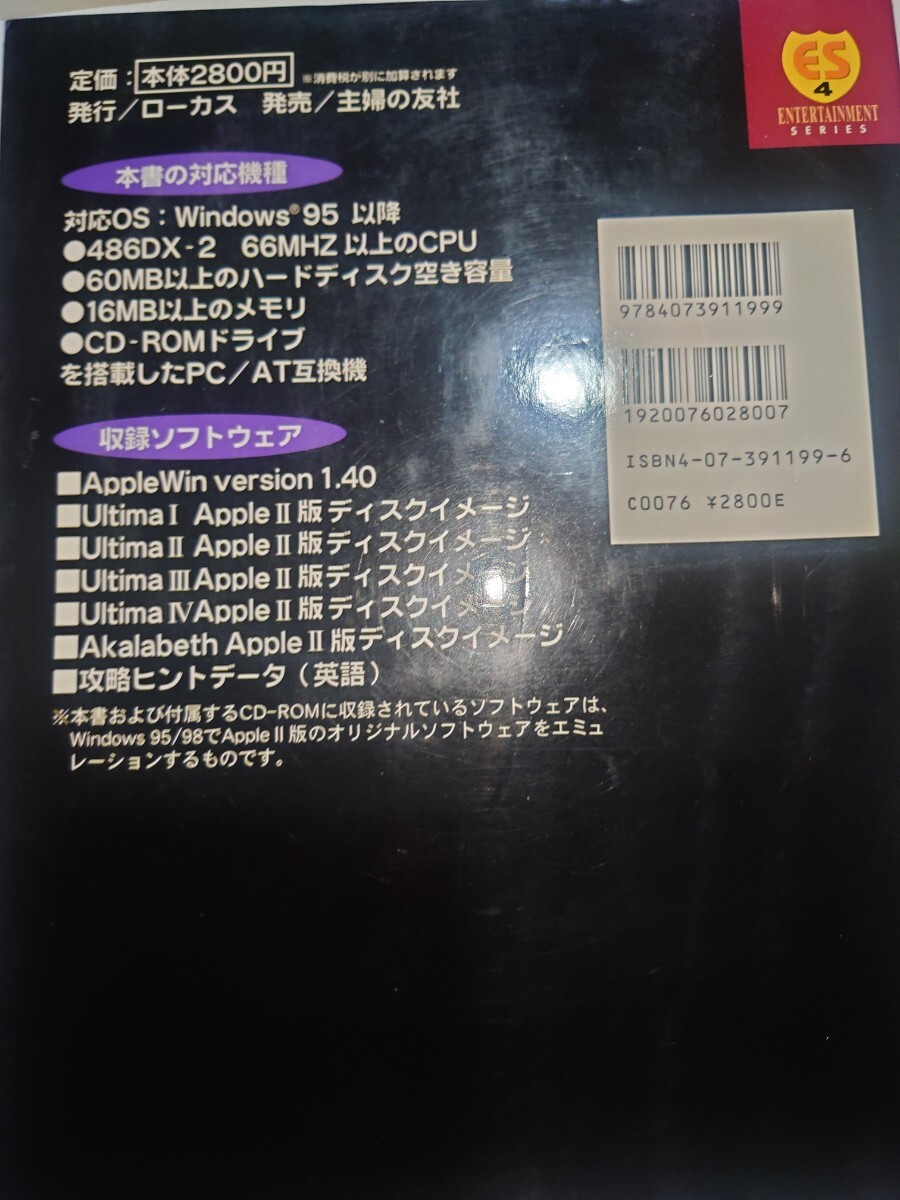 定価：本体2800円 ※消費税が別に加算されます
発行／ローカス 発売／主婦の友社
ES
4
ENTERTAINMENT
SERIES
本書の対応機種
対応OS：Windows®95 以降
●486DX-2 66MHZ 以上のCPU
●60MB以上のハードディスク空き容量
●16MB以上のメモリ
●CD-ROMドライブ
を搭載したPC／AT互換機
9784073911999
1920076028007
ISBN4-07-391199-6
C0076 ¥2800E
収録ソフトウェア
■AppleWin version 1.40
■Ultima Ⅰ Apple Ⅱ 版 ディスクイメージ
■Ultima Ⅱ Apple Ⅱ 版 ディスクイメージ
■Ultima Ⅲ Apple Ⅱ 版 ディスクイメージ
■Ultima Ⅳ Apple Ⅱ 版 ディスクイメージ
■Akalabeth Apple Ⅱ 版 ディスクイメージ
■攻略ヒントデータ（英語）
※本書および付属するCD-ROMに収録されているソフトウェアは、
Windows 95/98でApple Ⅱ 版のオリジナルソフトウェアをエミュ
レーションするものです。